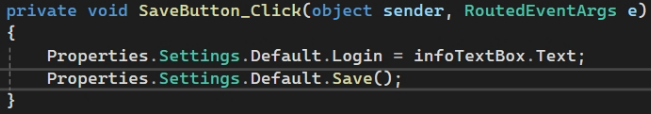 private void SaveButton_Click(object sender, RoutedEventArgs e)
{
    Properties.Settings.Default.Login = infoTextBox.Text;
    Properties.Settings.Default.Save();
}